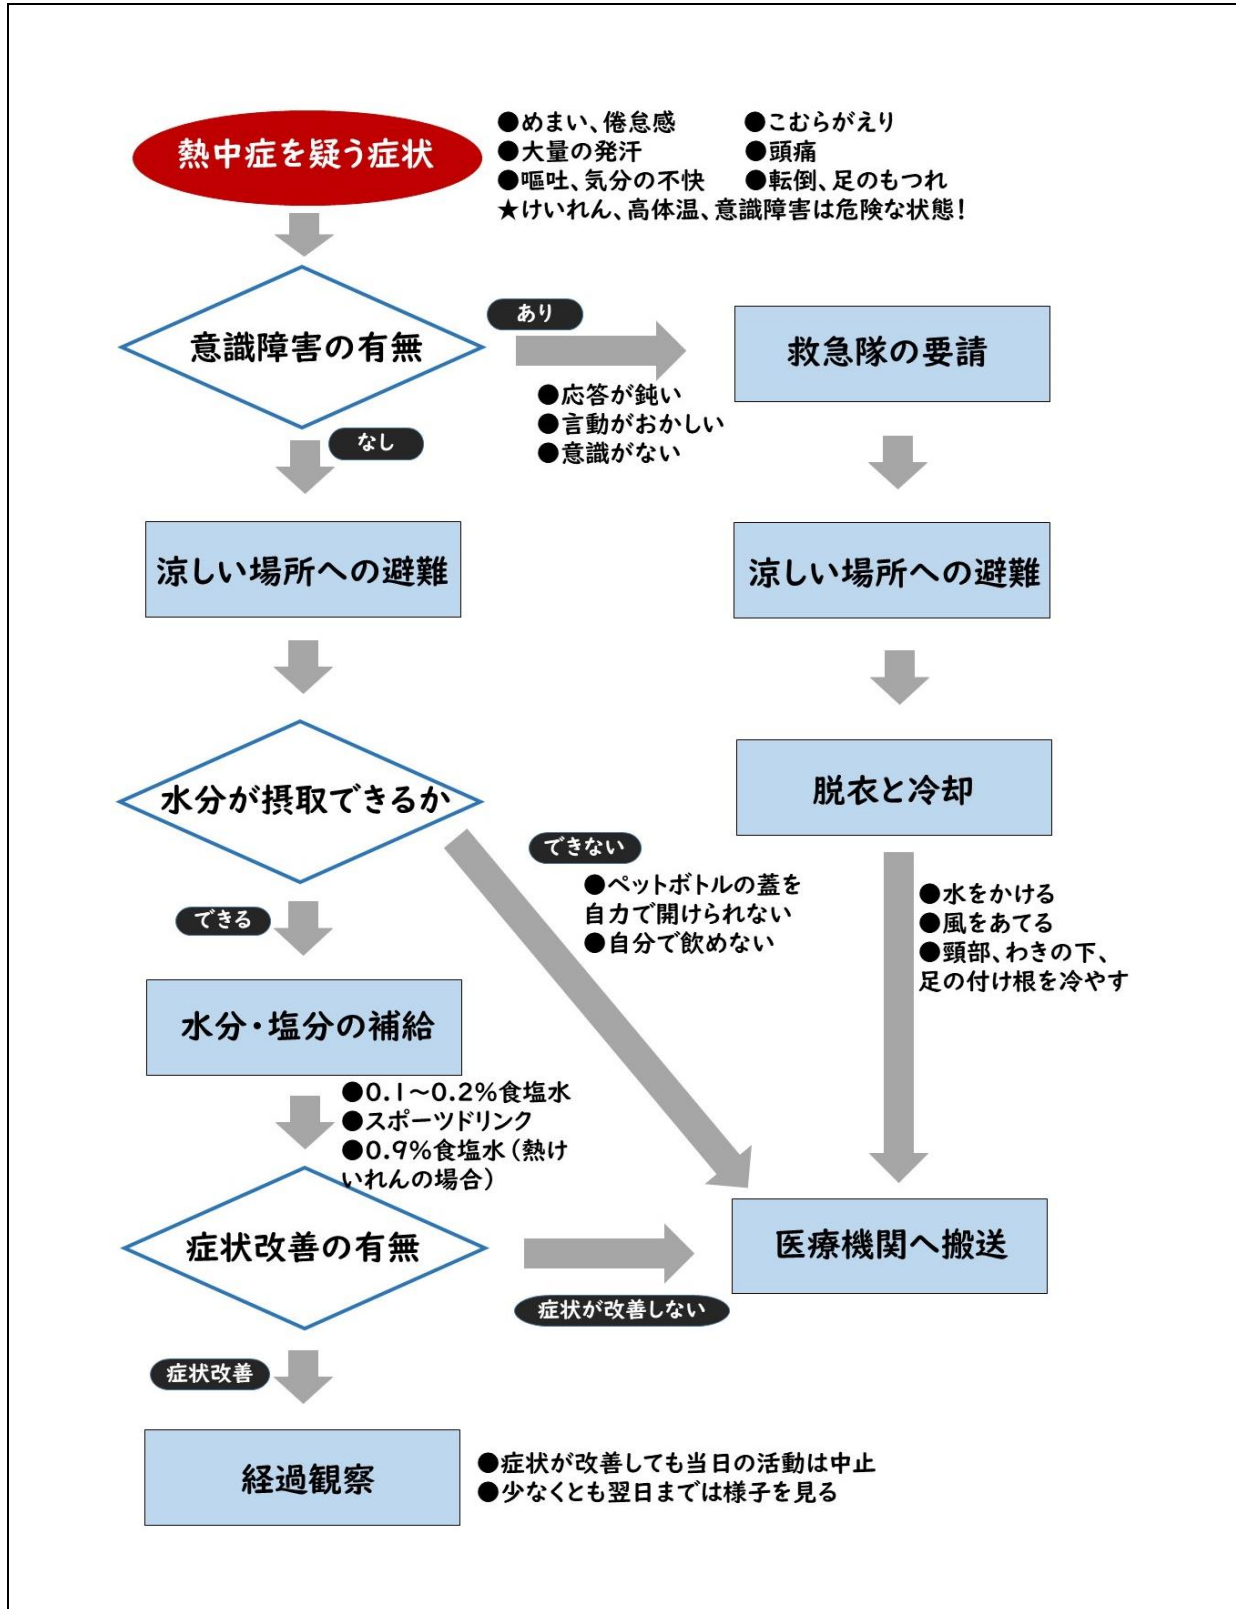 熱中症を疑う症状
●めまい、倦怠感
●こむらがえり
●大量の発汗
●頭痛
●嘔吐、気分の不快
●転倒、足のもつれ
★けいれん、高体温、意識障害は危険な状態！
意識障害の有無
あり
●応答が鈍い
●言動がおかしい
●意識がない
救急隊の要請
なし
涼しい場所への避難
涼しい場所への避難
水分が摂取できるか
脱衣と冷却
できない
●ペットボトルの蓋を
自力で開けられない
●自分で飲めない
●水をかける
●風をあてる
●頸部、わきの下、
足の付け根を冷やす
できる
水分・塩分の補給
●0.1～0.2％食塩水
●スポーツドリンク
●0.9％食塩水（熱け
いれんの場合）
症状改善の有無
症状が改善しない
医療機関へ搬送
症状改善
経過観察
●症状が改善しても当日の活動は中止
●少なくとも翌日までは様子を見る